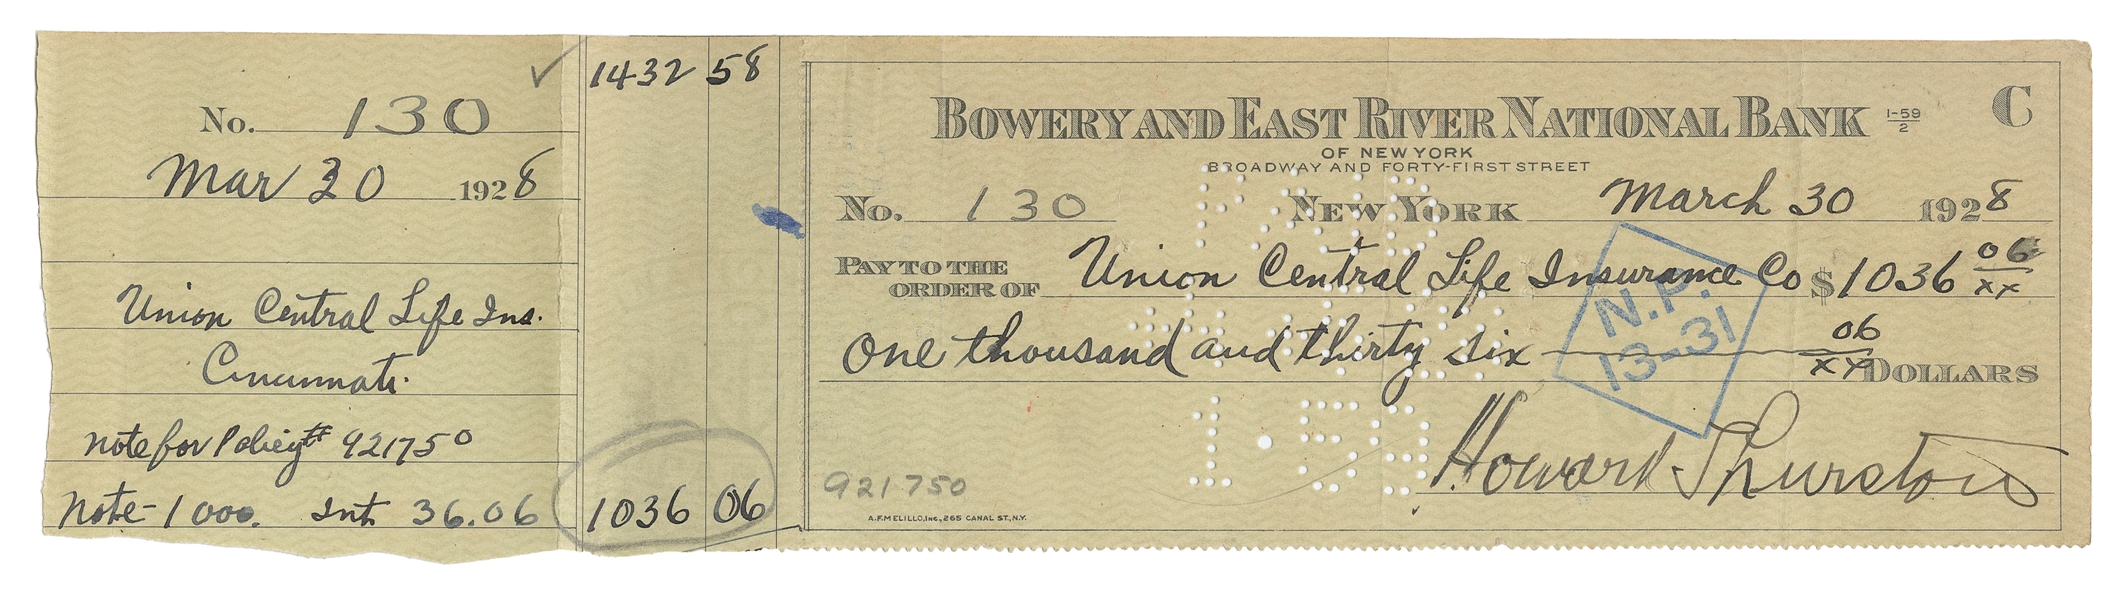 1432 58
No. 130
Mar 30 1928
Union Central Life Ins.
Cincinnati.
note for Policy # 921750
Note - 1000. Int 36.06
1036 06
BOWERY AND EAST RIVER NATIONAL BANK 1-59/2 C
OF NEW YORK
BROADWAY AND FORTY-FIRST STREET
No. 130 NEW YORK March 30 1928
PAY TO THE
ORDER OF Union Central Life Insurance Co $1036 06/xx
N.P.
13-31
one thousand and thirty six 06/xx DOLLARS
1·59
Howard Thurston
921750
A.F. MELILLO, INC., 265 CANAL ST., N.Y.